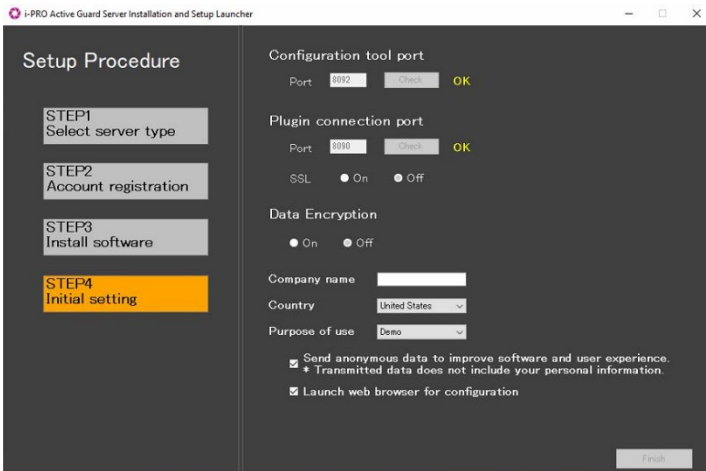 i-PRO Active Guard Server Installation and Setup Launcher
Setup Procedure
STEP1
Select server type
STEP2
Account registration
STEP3
Install software
STEP4
Initial setting
Configuration tool port
Port 8092 Check OK
Plugin connection port
Port 8090 Check OK
SSL On Off
Data Encryption
On Off
Company name
Country United States
Purpose of use Demo
Send anonymous data to improve software and user experience.
* Transmitted data does not include your personal information.
Launch web browser for configuration
Finish